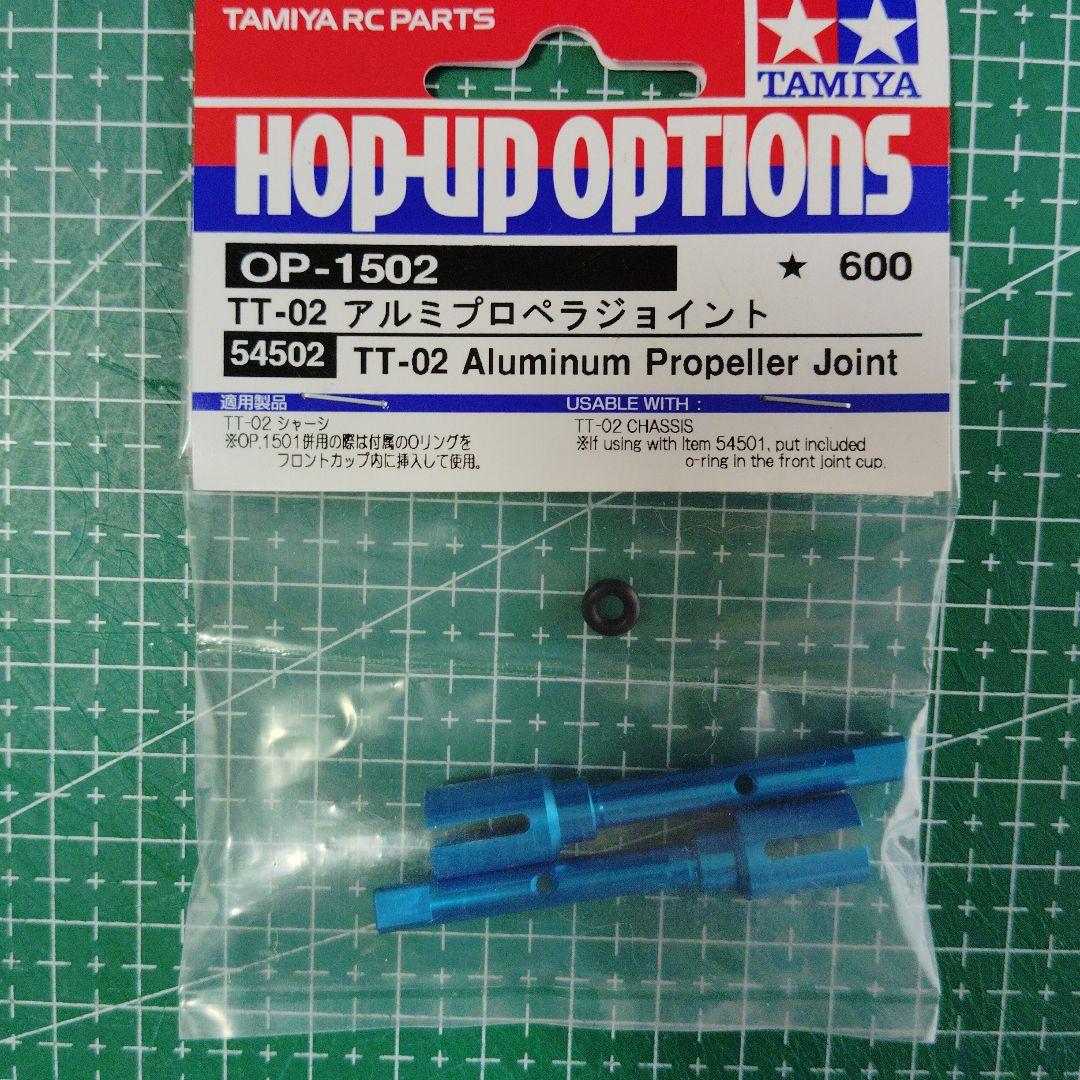 TAMIYA RC PARTS
TAMIYA
HOP-UP OPTIONS
OP-1502
★ 600
TT-02 アルミプロペラジョイント
54502 TT-02 Aluminum Propeller Joint
適用製品
TT-02 シャーシ
※OP.1501併用の際は付属のOリングを
フロントカップ内に挿入して使用。
USABLE WITH :
TT-02 CHASSIS
※If using with Item 54501, put included
o-ring in the front joint cup.